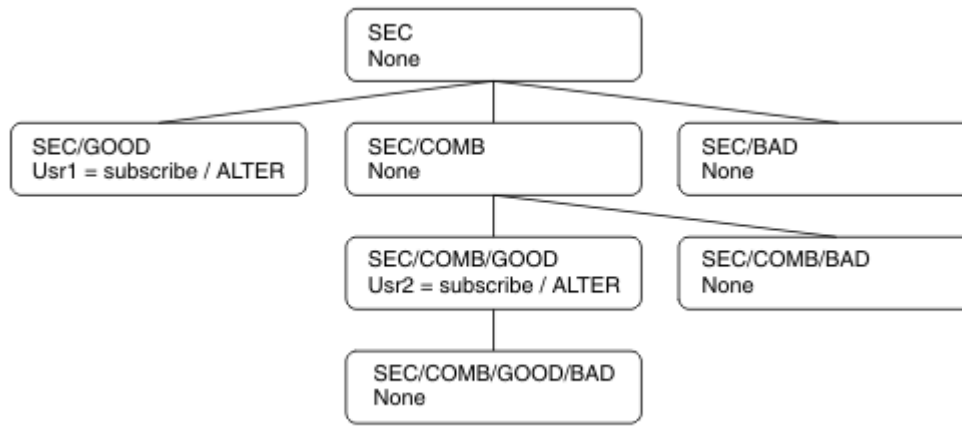 SEC
None
SEC/GOOD
Usr1 = subscribe / ALTER
SEC/COMB
None
SEC/BAD
None
SEC/COMB/GOOD
Usr2 = subscribe / ALTER
SEC/COMB/BAD
None
SEC/COMB/GOOD/BAD
None